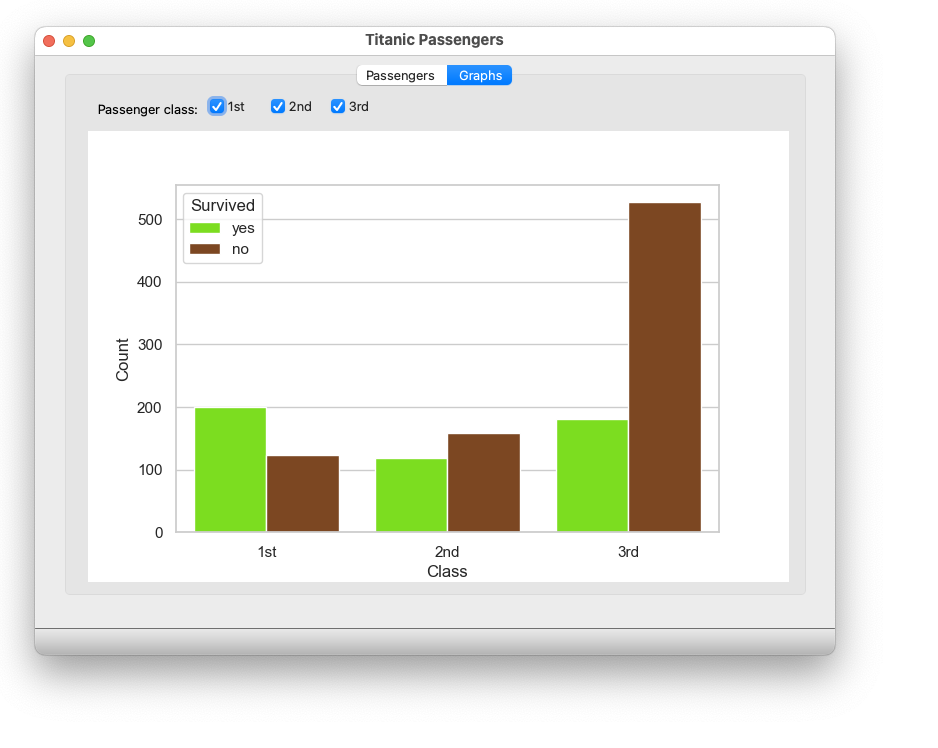 Titanic Passengers
Passengers Graphs
Passenger class: 1st 2nd 3rd
Survived
yes
no
500
400
300
200
100
0
Count
1st 2nd 3rd
Class